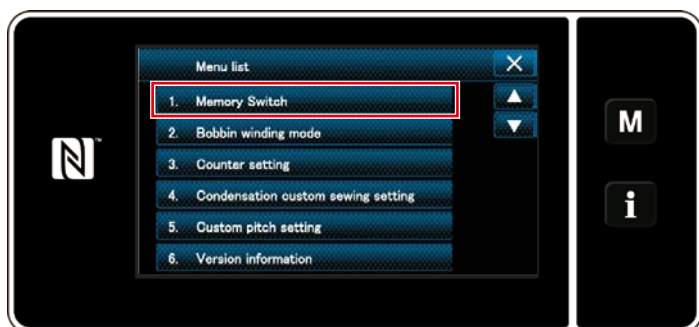 Menu list
1. Memory Switch
2. Bobbin winding mode
3. Counter setting
4. Condensation custom sewing setting
5. Custom pitch setting
6. Version information
M
i